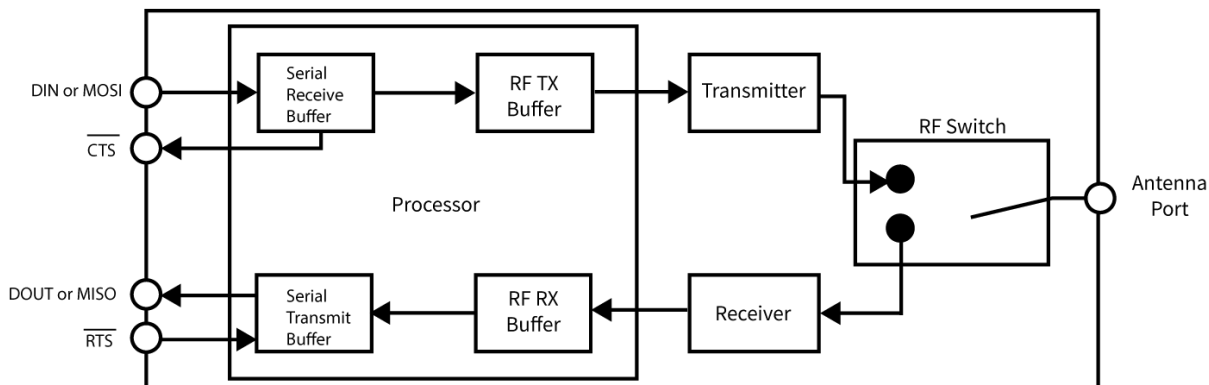 DIN or MOSI
CTS
DOUT or MISO
RTS
Serial
Receive
Buffer
RF TX
Buffer
Processor
Serial
Transmit
Buffer
RF RX
Buffer
Transmitter
Receiver
RF Switch
Antenna
Port